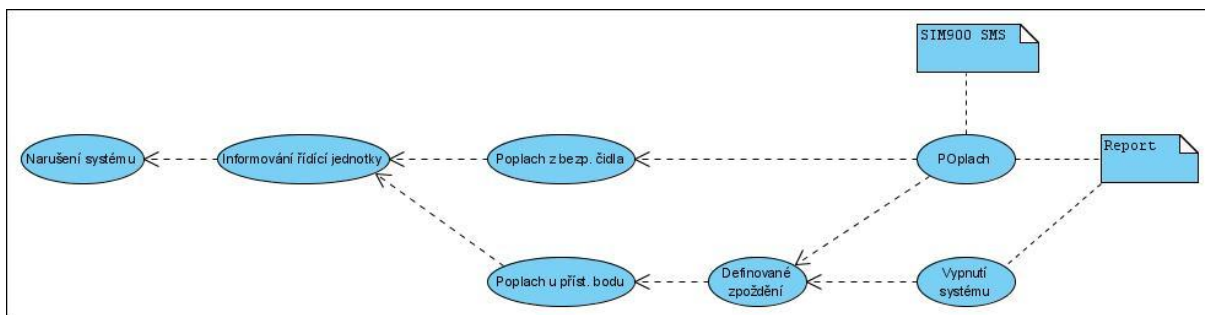 SIM900 SMS
Narušení systému
Informování řídící jednotky
Poplach z bezp. čidla
POplach
Report
Poplach u příst. bodu
Definované
zpoždění
Vypnutí
systému